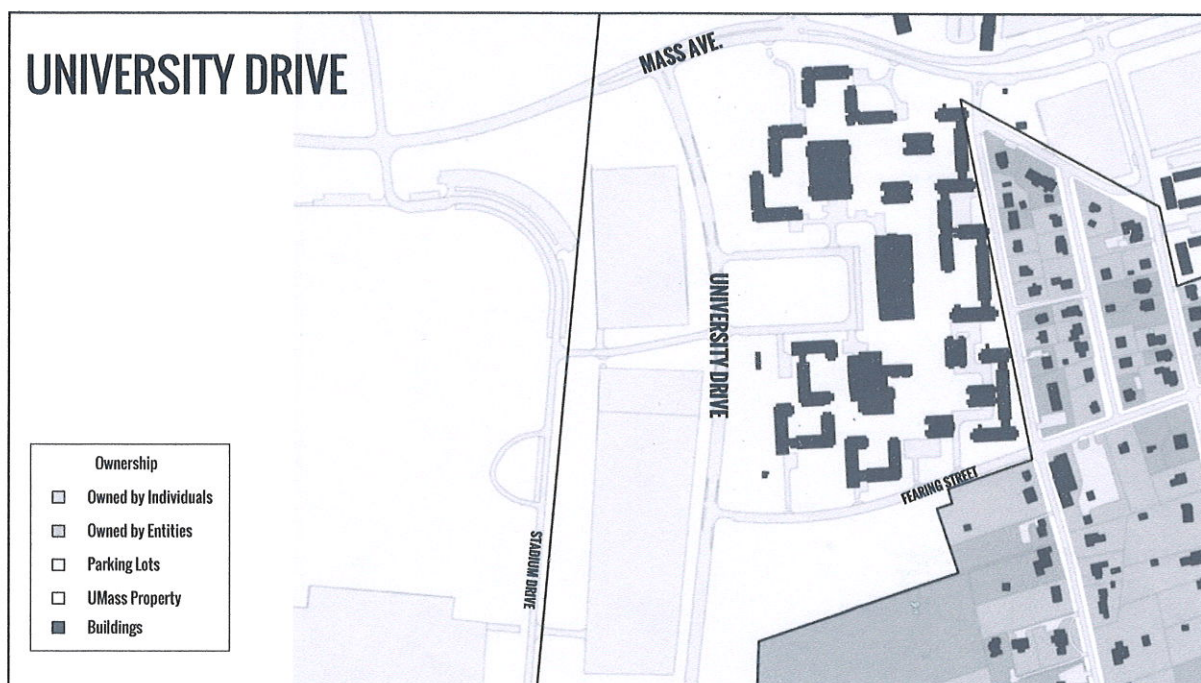 UNIVERSITY DRIVE
MASS AVE.
UNIVERSITY DRIVE
FEARING STREET
STADIUM DRIVE
Ownership
Owned by Individuals
Owned by Entities
Parking Lots
UMass Property
Buildings